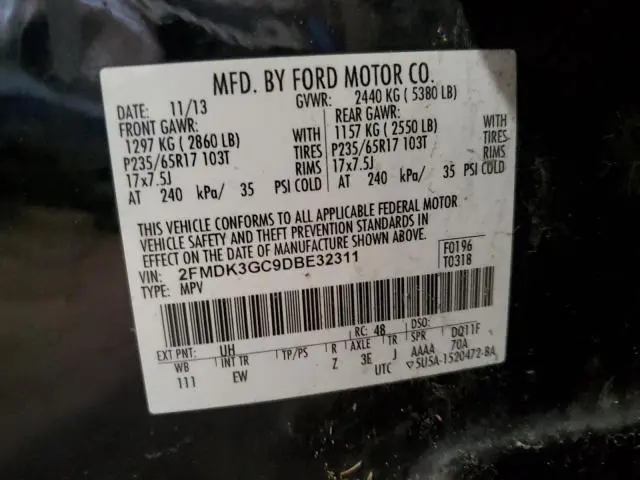 MFD. BY FORD MOTOR CO.
DATE: 11/13 GVWR: 2440 KG ( 5380 LB)
FRONT GAWR: REAR GAWR:
1297 KG ( 2860 LB) WITH 1157 KG ( 2550 LB) WITH
P235/65R17 103T TIRES P235/65R17 103T TIRES
17x7.5J RIMS 17x7.5J RIMS
AT 240 kPa/ 35 PSI COLD AT 240 kPa/ 35 PSI COLD
THIS VEHICLE CONFORMS TO ALL APPLICABLE FEDERAL MOTOR
VEHICLE SAFETY AND THEFT PREVENTION STANDARDS IN
EFFECT ON THE DATE OF MANUFACTURE SHOWN ABOVE.
VIN: 2FMDK3GC9DBE32311 F0196
TYPE: MPV T0318
EXT PNT: UH RC: 48 DSO:
WB INT TR TP/PS R AXLE TR SPR DQ11F
111 EW Z 3E J AAAA 70A
UTC ▽5U5A-1520472-BA